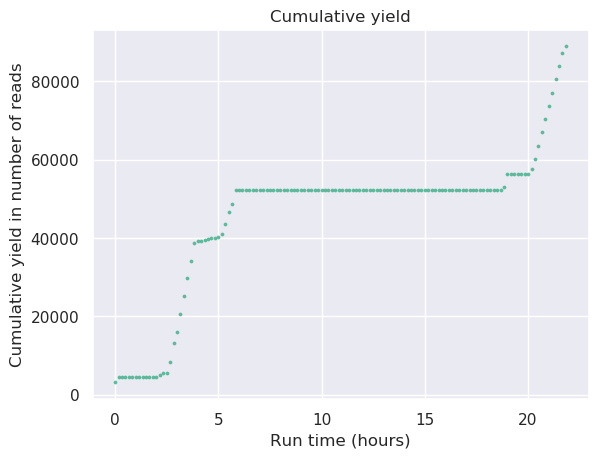 Cumulative yield
Cumulative yield in number of reads
80000
60000
40000
20000
0
0 5 10 15 20
Run time (hours)